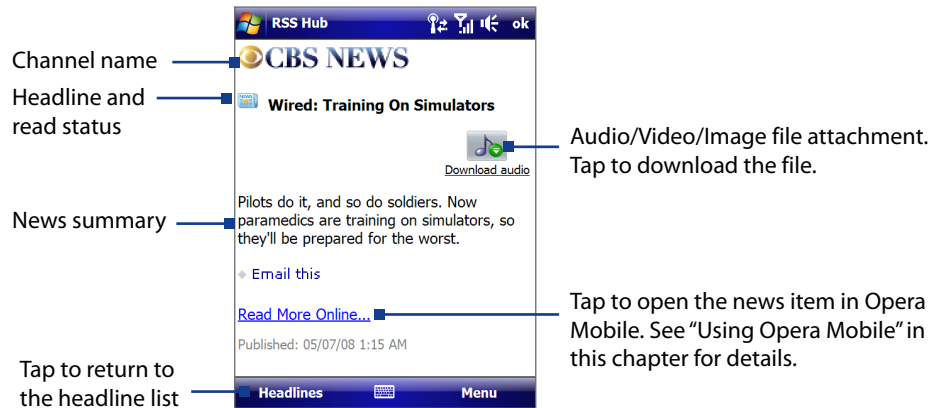 RSS Hub
ok
CBS NEWS
Wired: Training On Simulators
Download audio
Pilots do it, and so do soldiers. Now
paramedics are training on simulators, so
they'll be prepared for the worst.
Email this
Read More Online...
Published: 05/07/08 1:15 AM
Headlines
Menu
Channel name
Headline and
read status
News summary
Tap to return to
the headline list
Audio/Video/Image file attachment.
Tap to download the file.
Tap to open the news item in Opera
Mobile. See “Using Opera Mobile” in
this chapter for details.